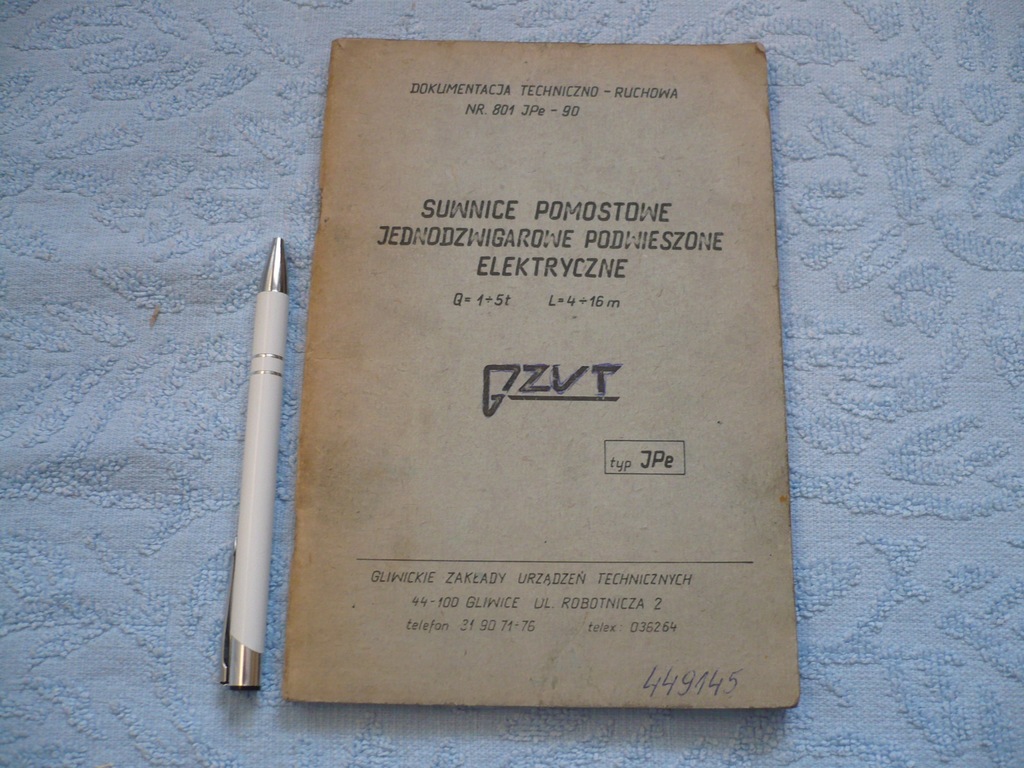 DOKUMENTACJA TECHNICZNO - RUCHOWA
NR. 801 JPe - 90
SUWNICE POMOSTOWE
JEDNODZWIGAROWE PODWIESZONE
ELEKTRYCZNE
Q = 1÷5t L = 4÷16 m
GZUT
typ JPe
GLIWICKIE ZAKŁADY URZĄDZEŃ TECHNICZNYCH
44-100 GLIWICE UL. ROBOTNICZA 2
telefon 31 90 71-76 telex: 036264
449145